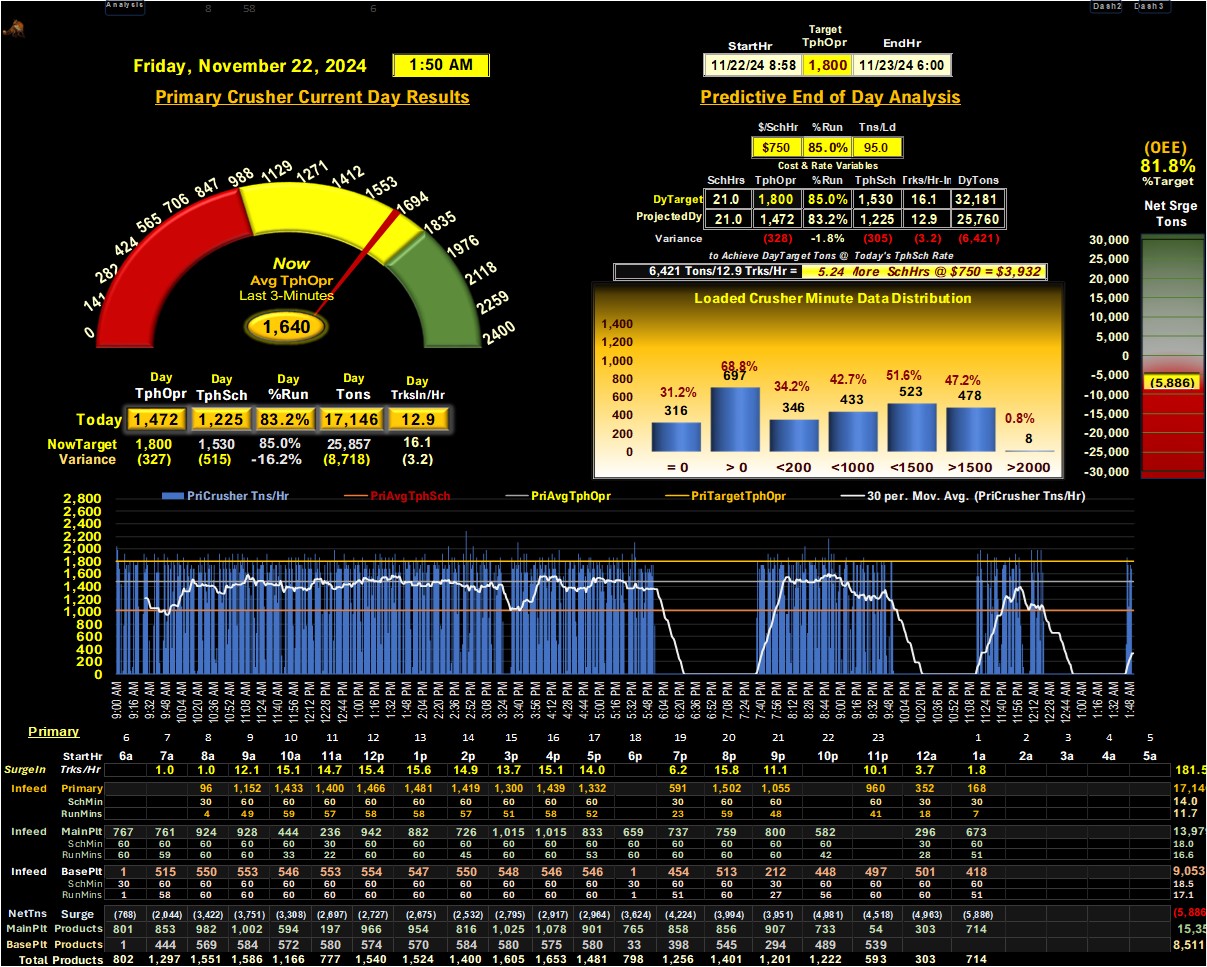 Analysis 8 58 6 Dash2 Dash3
Friday, November 22, 2024 1:50 AM
Primary Crusher Current Day Results
StartHr Target TphOpr EndHr
11/22/24 8:58 1,800 11/23/24 6:00
Predictive End of Day Analysis
$/SchHr %Run Tns/Ld
$750 85.0% 95.0
Cost & Rate Variables
SchHrs TphOpr %Run TphSch Trks/Hr-In DyTons
DyTarget 21.0 1,800 85.0% 1,530 16.1 32,181
ProjectedDy 21.0 1,472 83.2% 1,225 12.9 25,760
Variance (328) -1.8% (305) (3.2) (6,421)
to Achieve DayTarget Tons @ Today's TphSch Rate
6,421 Tons/12.9 Trks/Hr = 5.24 More SchHrs @ $750 = $3,932
(OEE)
81.8%
%Target
Net Srge
Tons
30,000
25,000
20,000
15,000
10,000
5,000
0
-5,000
(5,886)
-10,000
-15,000
-20,000
-25,000
-30,000
0 141 282 424 565 706 847 988 1129 1271 1412 1553 1694 1835 1976 2118 2259 2400
Now
Avg TphOpr
Last 3-Minutes
1,640
Day TphOpr Day TphSch Day %Run Day Tons Day TrksIn/Hr
Today 1,472 1,225 83.2% 17,146 12.9
NowTarget 1,800 1,530 85.0% 25,857 16.1
Variance (327) (515) -16.2% (8,718) (3.2)
Loaded Crusher Minute Data Distribution
1,400
1,200
1,000
800
600
400
200
0
31.2% 68.8% 34.2% 42.7% 51.6% 47.2% 0.8%
316 697 346 433 523 478 8
= 0 > 0 <200 <1000 <1500 >1500 >2000
PriCrusher Tns/Hr PriAvgTphSch PriAvgTphOpr PriTargetTphOpr 30 per. Mov. Avg. (PriCrusher Tns/Hr)
2,800
2,600
2,400
2,200
2,000
1,800
1,600
1,400
1,200
1,000
800
600
400
200
0
9:00 AM 9:16 AM 9:32 AM 9:48 AM 10:04 AM 10:20 AM 10:36 AM 10:52 AM 11:08 AM 11:24 AM 11:40 AM 11:56 AM 12:12 PM 12:28 PM 12:44 PM 1:00 PM 1:16 PM 1:32 PM 1:48 PM 2:04 PM 2:20 PM 2:36 PM 2:52 PM 3:08 PM 3:24 PM 3:40 PM 3:56 PM 4:12 PM 4:28 PM 4:44 PM 5:00 PM 5:16 PM 5:32 PM 5:48 PM 6:04 PM 6:20 PM 6:36 PM 6:52 PM 7:08 PM 7:24 PM 7:40 PM 7:56 PM 8:12 PM 8:28 PM 8:44 PM 9:00 PM 9:16 PM 9:32 PM 9:48 PM 10:04 PM 10:20 PM 10:36 PM 10:52 PM 11:08 PM 11:24 PM 11:40 PM 11:56 PM 12:12 AM 12:28 AM 12:44 AM 1:00 AM 1:16 AM 1:32 AM 1:48 AM
Primary 6 7 8 9 10 11 12 13 14 15 16 17 18 19 20 21 22 23 1 2 3 4 5
StartHr 6a 7a 8a 9a 10a 11a 12p 1p 2p 3p 4p 5p 6p 7p 8p 9p 10p 11p 12a 1a 2a 3a 4a 5a
SurgeIn Trks/Hr 1.0 1.0 12.1 15.1 14.7 15.4 15.6 14.9 13.7 15.1 14.0 6.2 15.8 11.1 10.1 3.7 1.8 181.5
Infeed Primary 96 1,152 1,433 1,400 1,466 1,481 1,419 1,300 1,439 1,332 591 1,502 1,055 960 352 168 17,14
SchMin 30 60 60 60 60 60 60 60 60 60 30 60 60 60 30 30 14.0
RunMins 4 49 59 57 58 58 57 51 58 52 23 59 48 41 18 7 11.7
Infeed MainPlt 767 761 924 928 444 236 942 882 726 1,015 1,015 833 659 737 759 800 582 296 673 13,97
SchMin 60 60 60 60 60 30 60 60 60 60 60 60 60 60 60 60 60 30 60 18.0
RunMins 60 59 60 60 33 22 60 60 45 60 60 53 60 60 60 60 42 28 51 16.6
Infeed BasePlt 1 515 550 553 546 553 554 547 550 548 546 546 1 454 513 212 448 497 501 418 9,053
SchMin 30 60 60 60 60 60 60 60 60 60 60 60 30 60 60 30 60 60 60 60 18.5
RunMins 1 58 60 60 60 60 60 60 60 60 60 60 1 51 60 27 56 60 60 51 17.1
NetTns Surge (768) (2,044) (3,422) (3,751) (3,308) (2,697) (2,727) (2,675) (2,532) (2,795) (2,917) (2,964) (3,624) (4,224) (3,994) (3,951) (4,981) (4,518) (4,963) (5,886) (5,886
MainPlt Products 801 853 982 1,002 594 197 966 954 816 1,025 1,078 901 765 858 856 907 733 54 303 714 15,35
BasePlt Products 1 444 569 584 572 580 574 570 584 580 575 580 33 398 545 294 489 539 8,511
Total Products 802 1,297 1,551 1,586 1,166 777 1,540 1,524 1,400 1,605 1,653 1,481 798 1,256 1,401 1,201 1,222 593 303 714